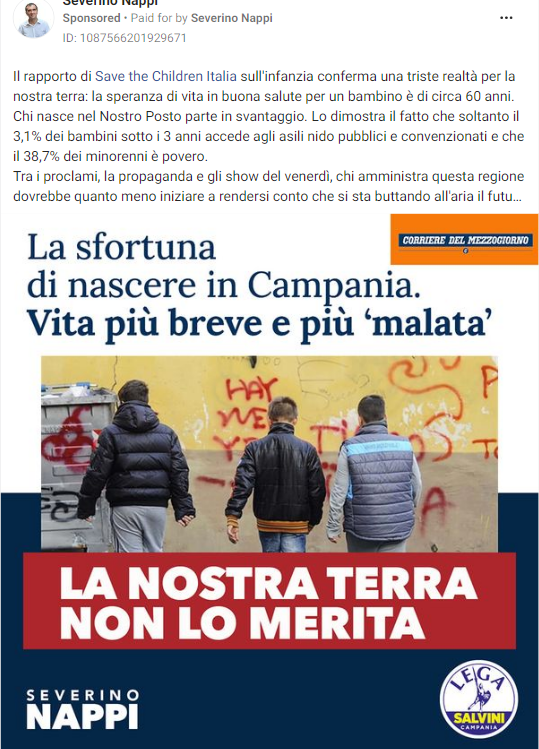 Severino Nappi
Sponsored • Paid for by Severino Nappi
ID: 1087566201929671
Il rapporto di Save the Children Italia sull'infanzia conferma una triste realtà per la
nostra terra: la speranza di vita in buona salute per un bambino è di circa 60 anni.
Chi nasce nel Nostro Posto parte in svantaggio. Lo dimostra il fatto che soltanto il
3,1% dei bambini sotto i 3 anni accede agli asili nido pubblici e convenzionati e che
il 38,7% dei minorenni è povero.
Tra i proclami, la propaganda e gli show del venerdì, chi amministra questa regione
dovrebbe quanto meno iniziare a rendersi conto che si sta buttando all'aria il futu...
CORRIERE DEL MEZZOGIORNO
La sfortuna
di nascere in Campania.
Vita più breve e più ‘malata’
HAY
LA NOSTRA TERRA
NON LO MERITA
SEVERINO
NAPPI
LEGA
SALVINI
CAMPANIA